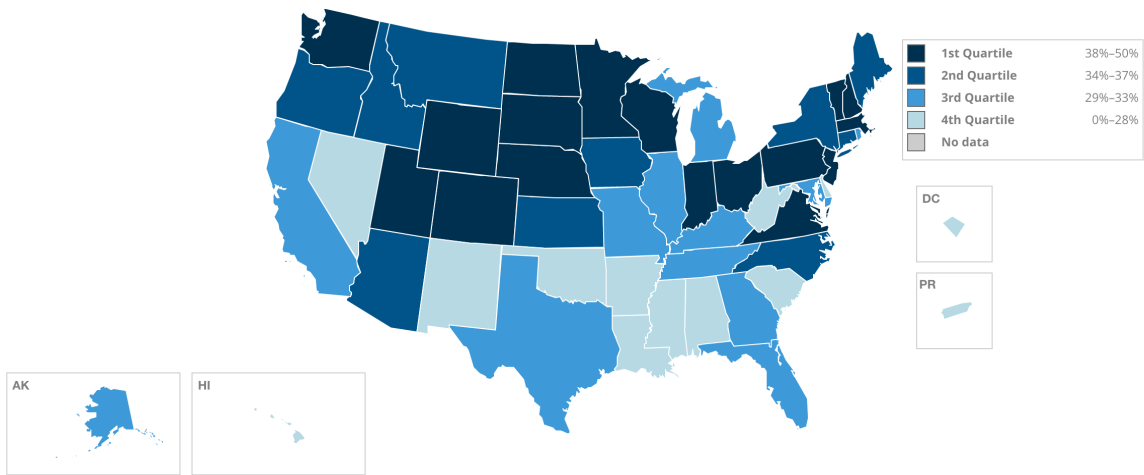 1st Quartile 38%–50%
2nd Quartile 34%–37%
3rd Quartile 29%–33%
4th Quartile 0%–28%
No data
DC
PR
AK
HI